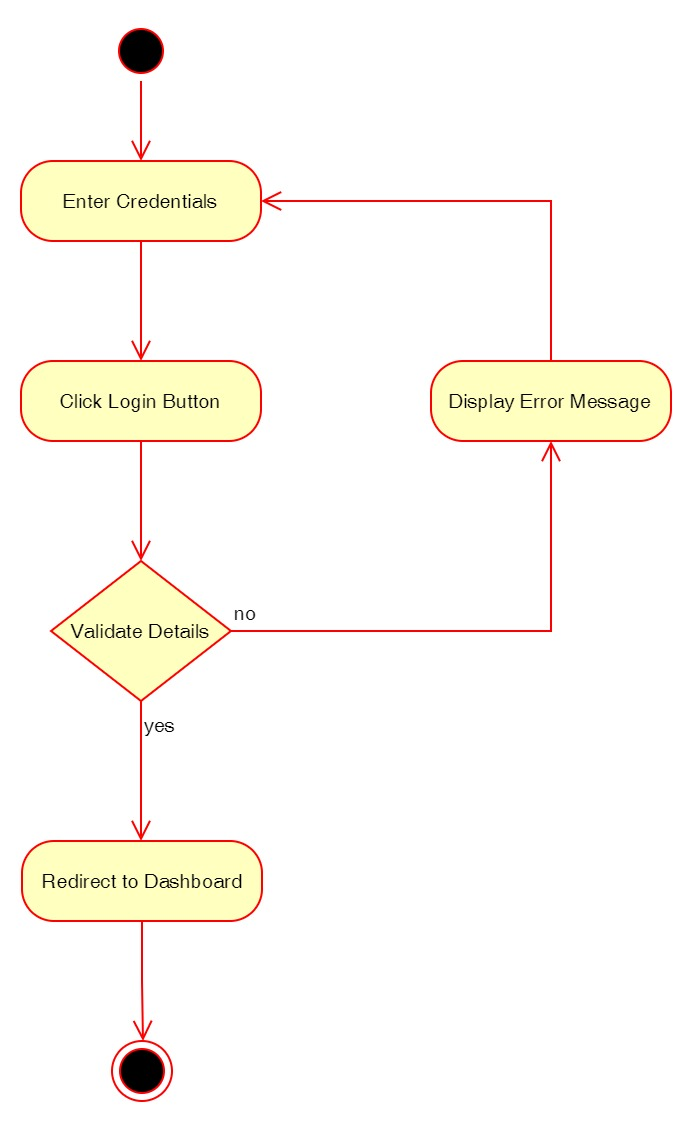 Enter Credentials
Click Login Button
Display Error Message
Validate Details
no
yes
Redirect to Dashboard